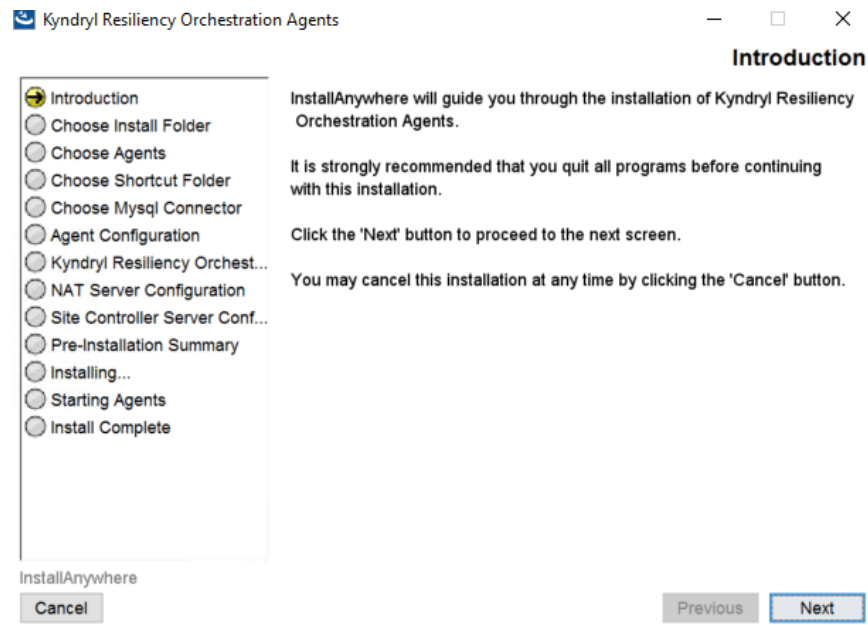 Kyndryl Resiliency Orchestration Agents
Introduction
Introduction
Choose Install Folder
Choose Agents
Choose Shortcut Folder
Choose Mysql Connector
Agent Configuration
Kyndryl Resiliency Orchest...
NAT Server Configuration
Site Controller Server Conf...
Pre-Installation Summary
Installing...
Starting Agents
Install Complete
InstallAnywhere will guide you through the installation of Kyndryl Resiliency
Orchestration Agents.
It is strongly recommended that you quit all programs before continuing
with this installation.
Click the 'Next' button to proceed to the next screen.
You may cancel this installation at any time by clicking the 'Cancel' button.
InstallAnywhere
Cancel
Previous
Next